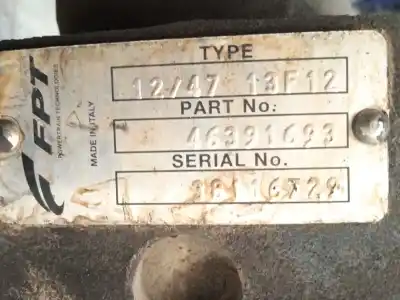 FPT
POWERTRAIN TECHNOLOGIES
MADE IN ITALY
TYPE
12/47 13F12
PART No:
46391693
SERIAL No.